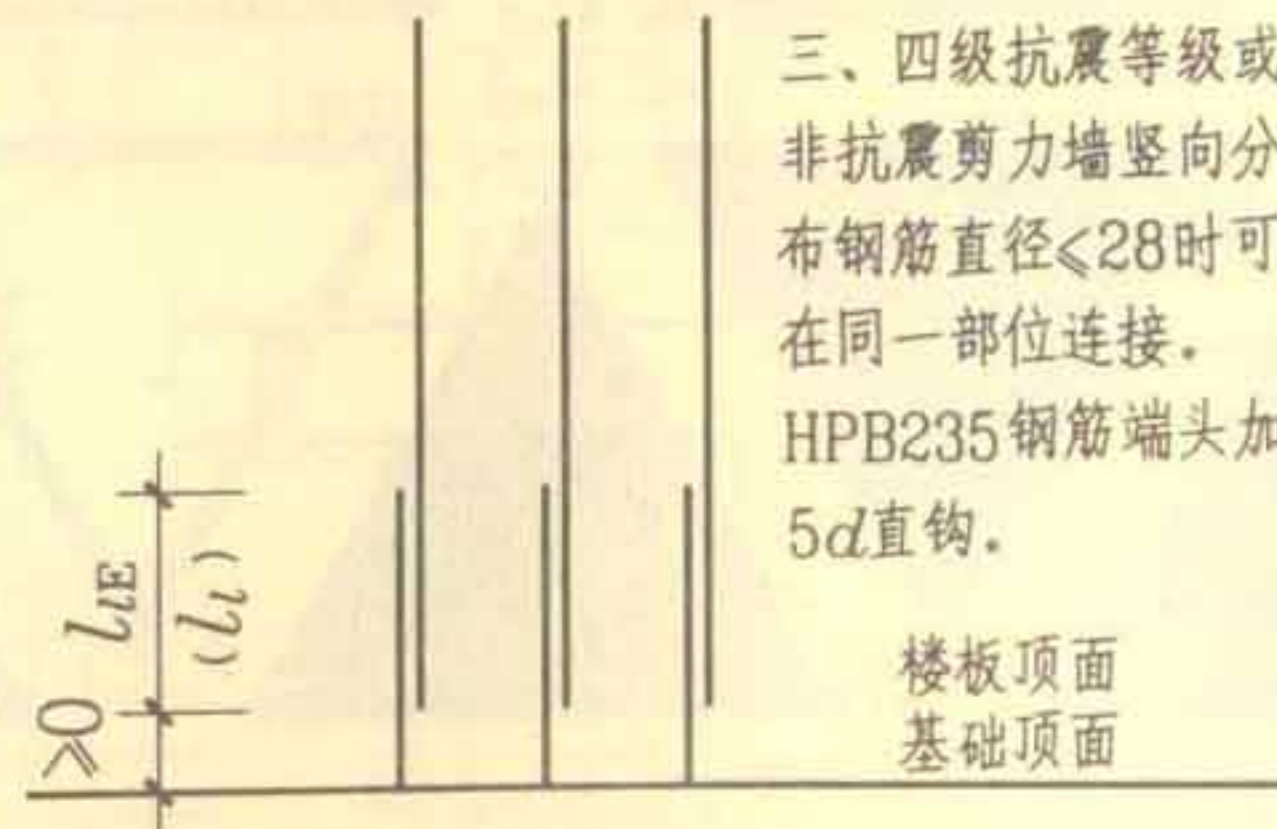 三、四级抗震等级或
非抗震剪力墙竖向分
布钢筋直径≤28时可
在同一部位连接.
HPB235钢筋端头加
5d直钩.
llE
(ll)
≥0
楼板顶面
基础顶面